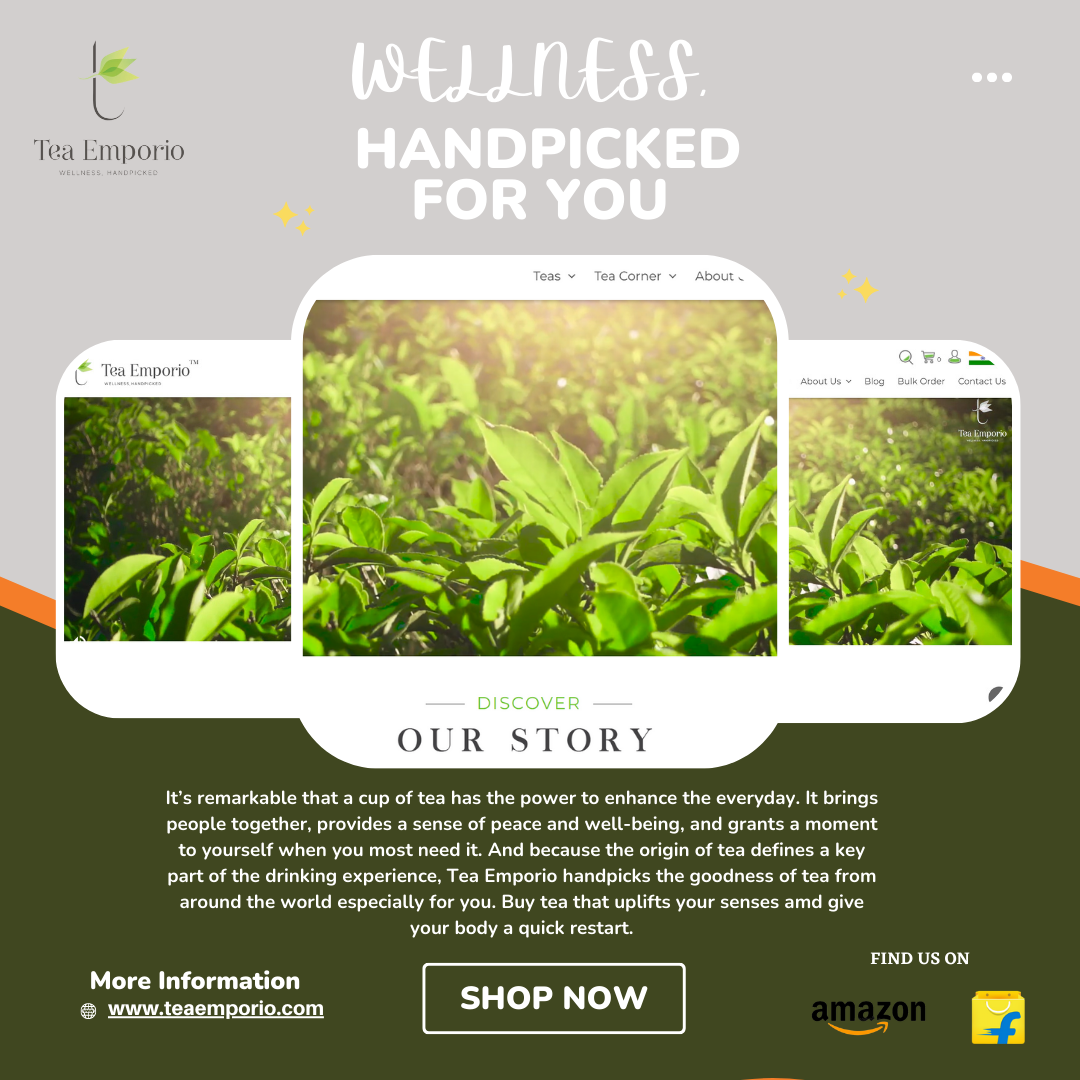 Tea Emporio
WELLNESS, HANDPICKED
WELLNESS,
HANDPICKED
FOR YOU
Teas
Tea Corner
About
Tea Emporio™
WELLNESS, HANDPICKED
0
About Us
Blog
Bulk Order
Contact Us
Tea Emporio
DISCOVER
OUR STORY
It's remarkable that a cup of tea has the power to enhance the everyday. It brings
people together, provides a sense of peace and well-being, and grants a moment
to yourself when you most need it. And because the origin of tea defines a key
part of the drinking experience, Tea Emporio handpicks the goodness of tea from
around the world especially for you. Buy tea that uplifts your senses amd give
your body a quick restart.
More Information
www.teaemporio.com
SHOP NOW
FIND US ON
amazon
f